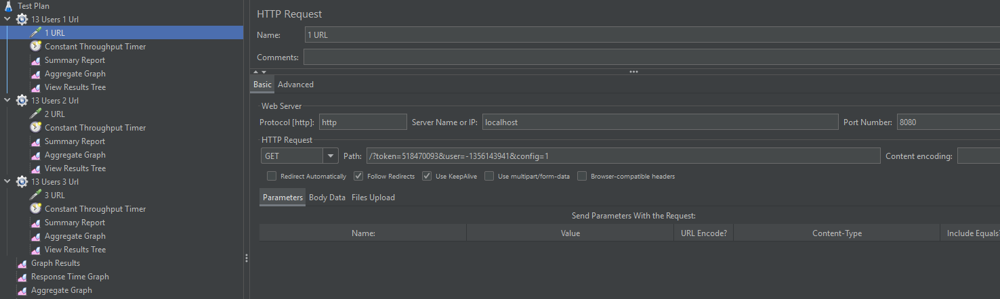 Test Plan
13 Users 1 Url
1 URL
Constant Throughput Timer
Summary Report
Aggregate Graph
View Results Tree
13 Users 2 Url
2 URL
Constant Throughput Timer
Summary Report
Aggregate Graph
View Results Tree
13 Users 3 Url
3 URL
Constant Throughput Timer
Summary Report
Aggregate Graph
View Results Tree
Graph Results
Response Time Graph
Aggregate Graph
HTTP Request
Name: 1 URL
Comments:
Basic Advanced
Web Server
Protocol [http]: http Server Name or IP: localhost Port Number: 8080
HTTP Request
GET Path: /?token=518470093&user=-1356143941&config=1 Content encoding:
Redirect Automatically Follow Redirects Use KeepAlive Use multipart/form-data Browser-compatible headers
Parameters Body Data Files Upload
Send Parameters With the Request:
Name: Value URL Encode? Content-Type Include Equals?